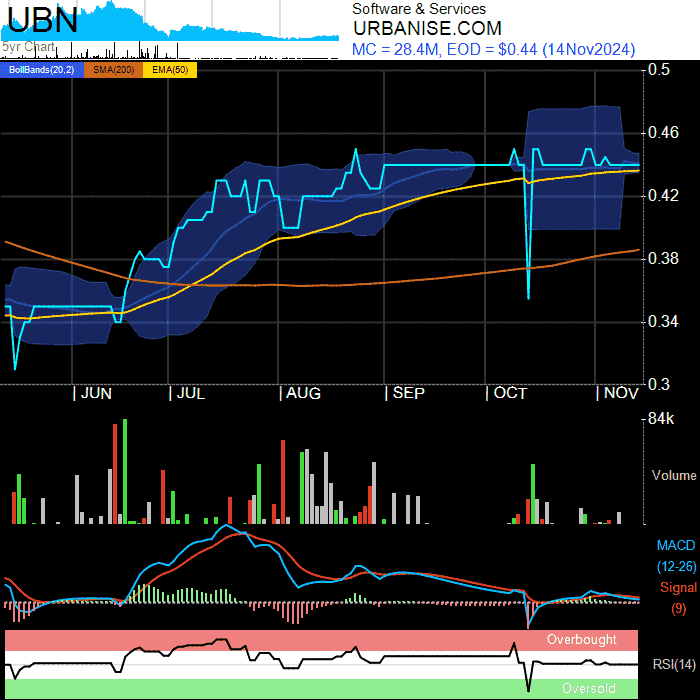 UBN
5yr Chart
Software & Services
URBANISE.COM
MC = 28.4M, EOD = $0.44 (14Nov2024)
BollBands(20,2) SMA(200) EMA(50)
0.5
0.46
0.42
0.38
0.34
0.3
JUN JUL AUG SEP OCT NOV
84k
Volume
MACD
(12-26)
Signal
(9)
Overbought
RSI(14)
Oversold